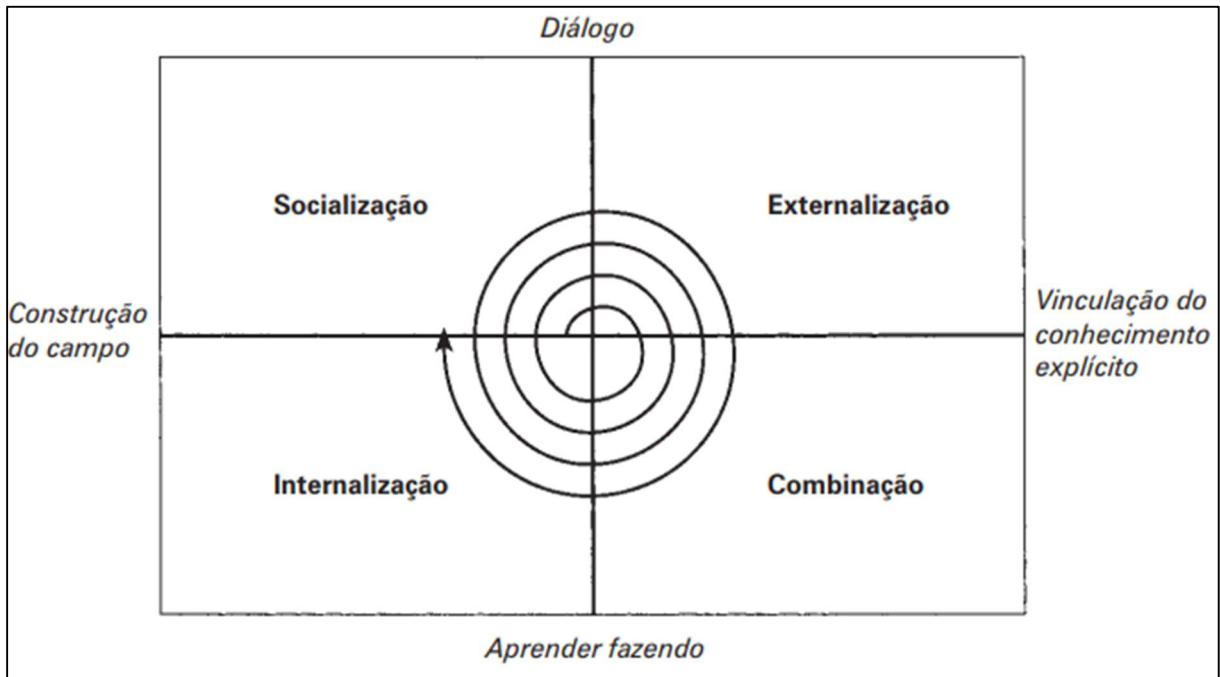 Diálogo
Socialização
Externalização
Construção
do campo
Vinculação do
conhecimento
explícito
Internalização
Combinação
Aprender fazendo